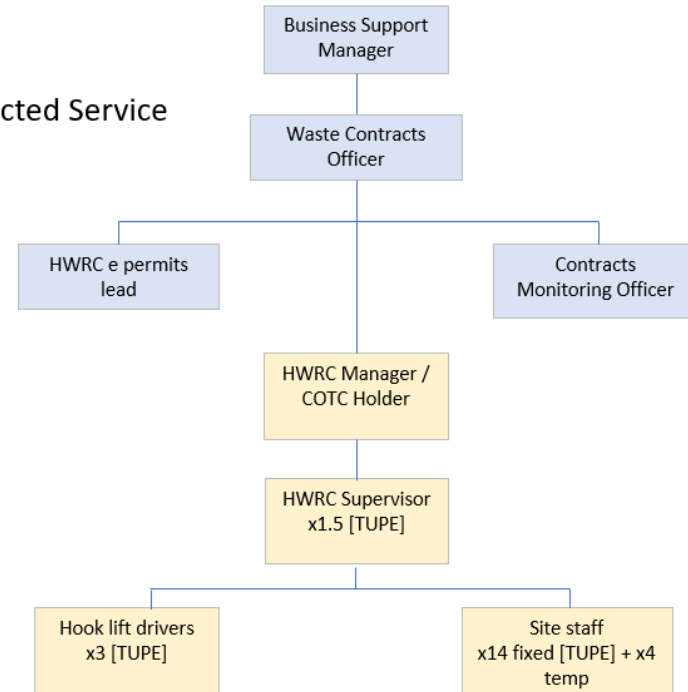 Business Support
Manager
cted Service
Waste Contracts
Officer
HWRC e permits
lead
Contracts
Monitoring Officer
HWRC Manager /
COTC Holder
HWRC Supervisor
x1.5 [TUPE]
Hook lift drivers
x3 [TUPE]
Site staff
x14 fixed [TUPE] + x4
temp